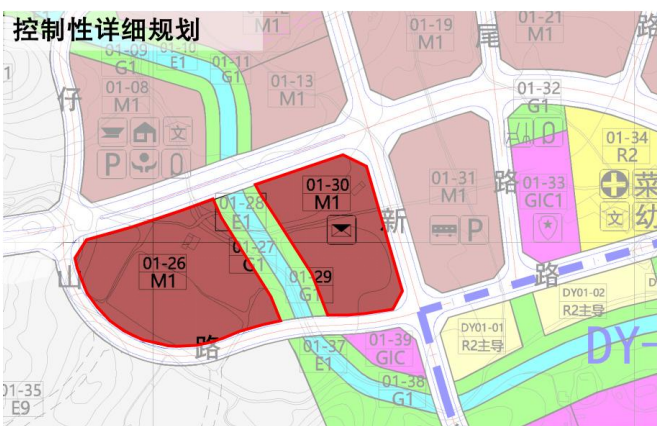 控制性详细规划
01-19
M1
尾
01-21
M1
路
M1
01-09
G1
01-10
E1
01-11
G1
01-08
M1
01-13
M1
01-32
G1
仔
文
P
01-34
R2
01-30
M1
01-31
M1
路
01-33
GIC1
菜
文
幼
P
新
01-28
E1
01-27
G1
01-26
M1
01-29
G1
山
路
路
DY01-02
R2主导
DY01-01
R2主导
DY-
01-37
E1
01-39
GIC
01-38
G1
01-35
E9